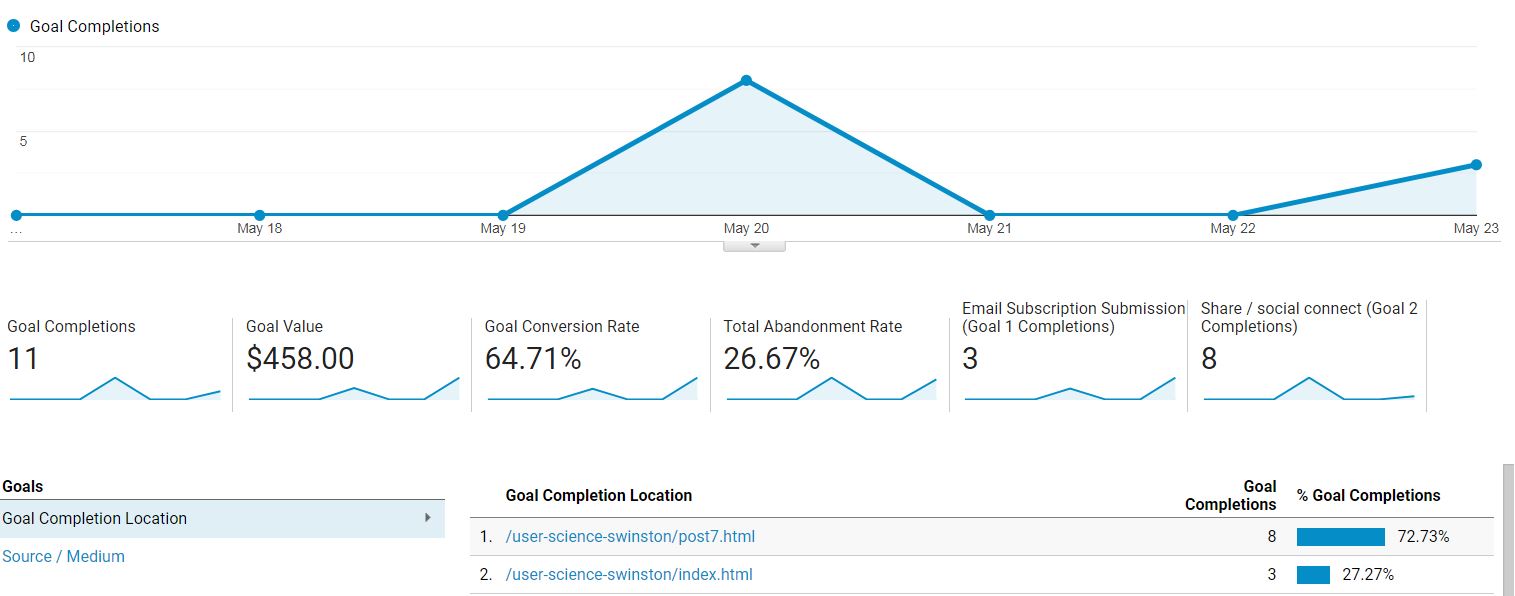 Goal Completions
10
5
...
May 18
May 19
May 20
May 21
May 22
May 23
Goal Completions
11
Goal Value
$458.00
Goal Conversion Rate
64.71%
Total Abandonment Rate
26.67%
Email Subscription Submission
(Goal 1 Completions)
3
Share / social connect (Goal 2
Completions)
8
Goals
Goal Completion Location
Source / Medium
Goal Completion Location
Goal
Completions
% Goal Completions
1. /user-science-swinston/post7.html 8 72.73%
2. /user-science-swinston/index.html 3 27.27%